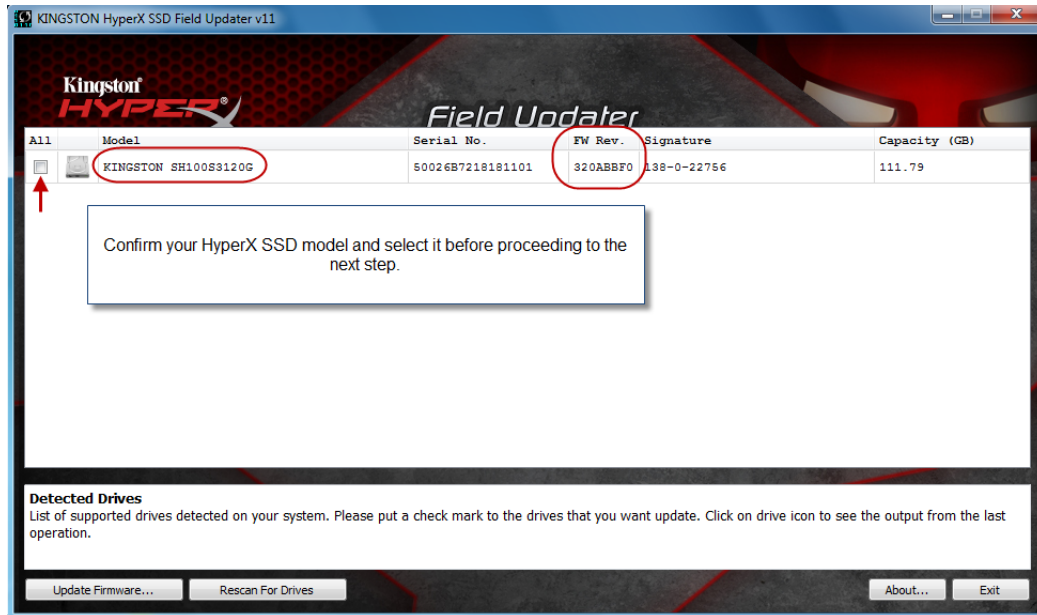 KINGSTON HyperX SSD Field Updater v11
Kingston®
HYPERX®
Field Updater
All Model Serial No. FW Rev. Signature Capacity (GB)
KINGSTON SH100S3120G 50026B7218181101 320ABBF0 138-0-22756 111.79
Confirm your HyperX SSD model and select it before proceeding to the
next step.
Detected Drives
List of supported drives detected on your system. Please put a check mark to the drives that you want update. Click on drive icon to see the output from the last
operation.
Update Firmware... Rescan For Drives About... Exit